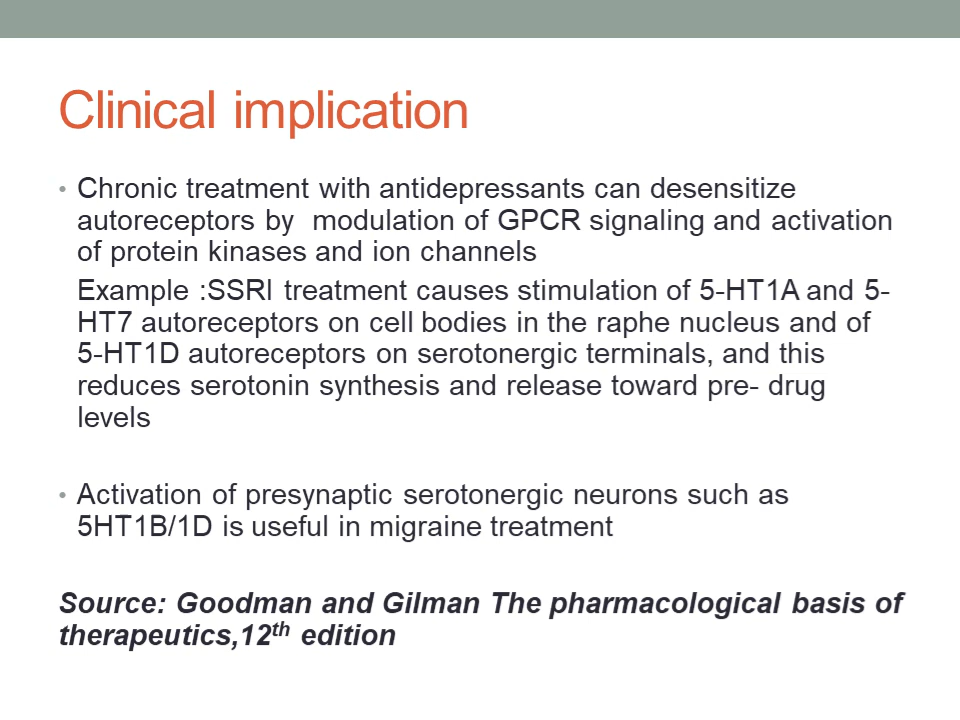 Clinical implication
• Chronic treatment with antidepressants can desensitize
autoreceptors by  modulation of GPCR signaling and activation
of protein kinases and ion channels
Example :SSRI treatment causes stimulation of 5-HT1A and 5-
HT7 autoreceptors on cell bodies in the raphe nucleus and of
5-HT1D autoreceptors on serotonergic terminals, and this
reduces serotonin synthesis and release toward pre- drug
levels
• Activation of presynaptic serotonergic neurons such as
5HT1B/1D is useful in migraine treatment
Source: Goodman and Gilman The pharmacological basis of
therapeutics,12th edition